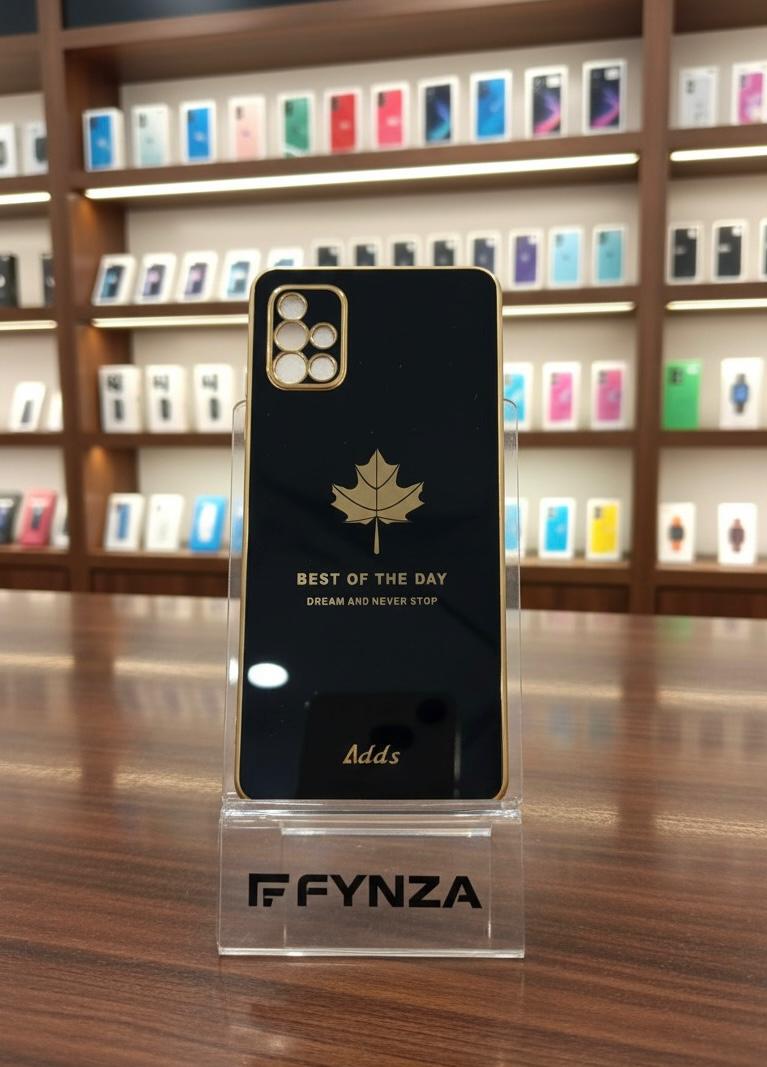 BEST OF THE DAY
DREAM AND NEVER STOP
Adds
FYNZA